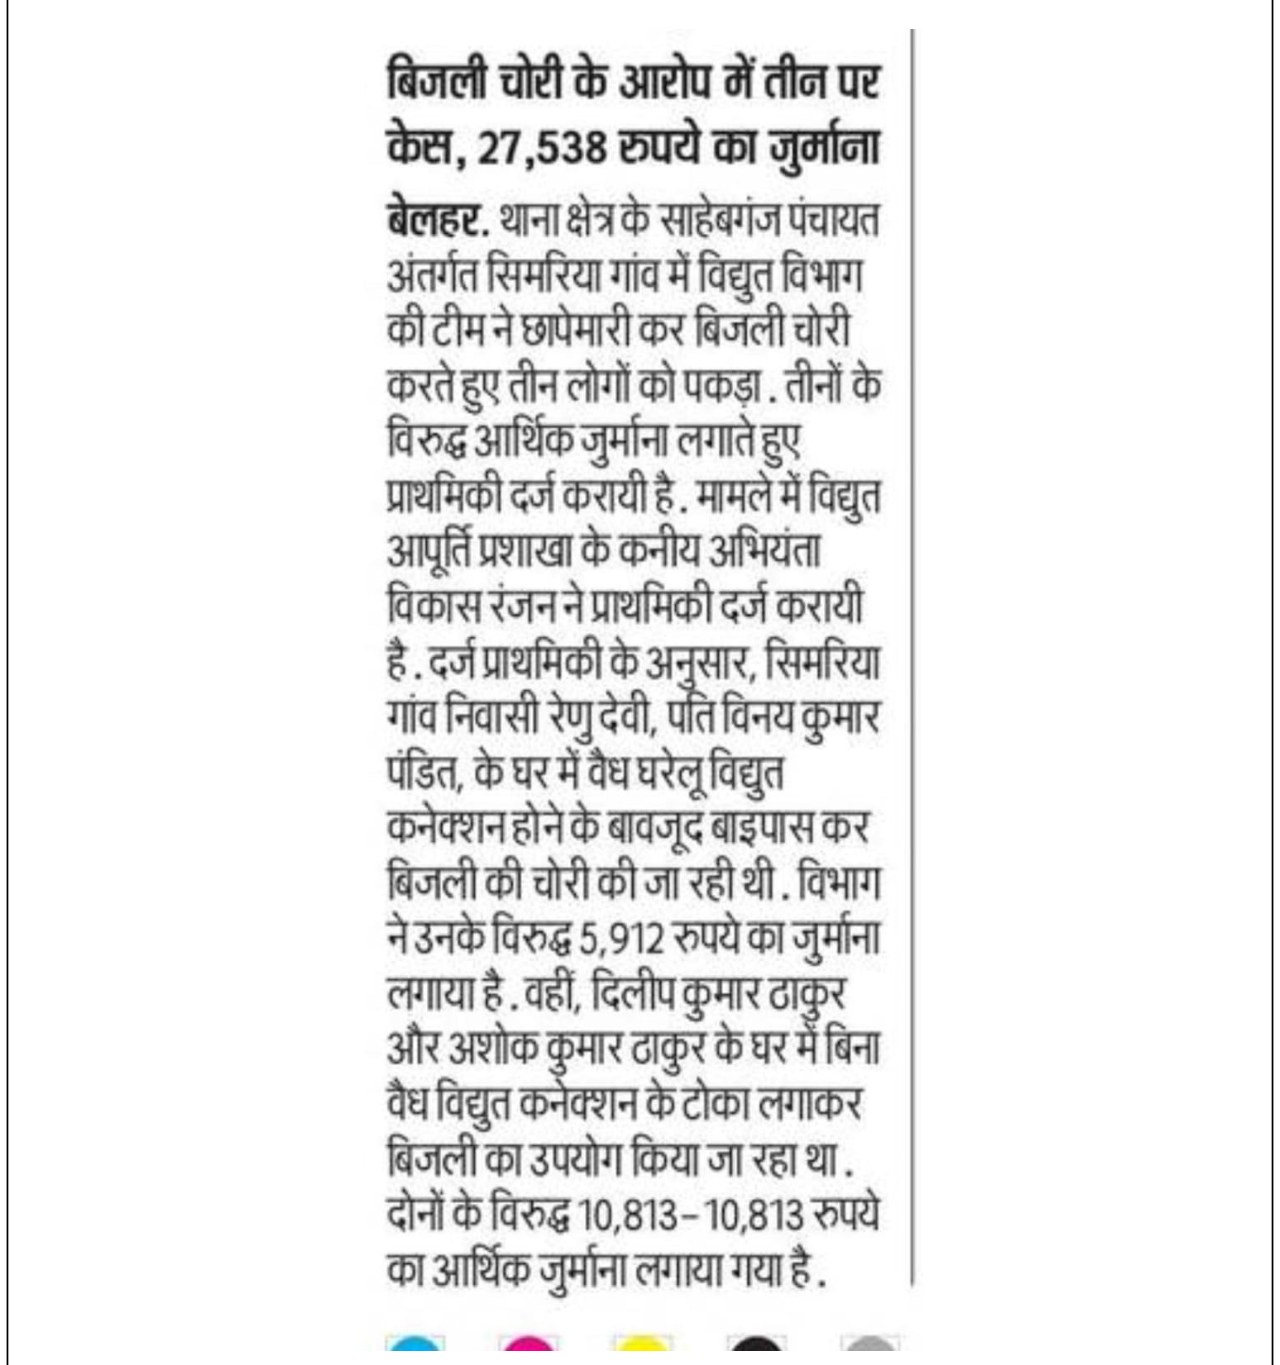 बिजली चोरी के आरोप में तीन पर
केस, 27,538 रुपये का जुर्माना
बेलहर. थाना क्षेत्र के साहेबगंज पंचायत
अंतर्गत सिमरिया गांव में विद्युत विभाग
की टीम ने छापेमारी कर बिजली चोरी
करते हुए तीन लोगों को पकड़ा. तीनों के
विरुद्ध आर्थिक जुर्माना लगाते हुए
प्राथमिकी दर्ज करायी है. मामले में विद्युत
आपूर्ति प्रशाखा के कनीय अभियंता
विकास रंजन ने प्राथमिकी दर्ज करायी
है. दर्ज प्राथमिकी के अनुसार, सिमरिया
गांव निवासी रेणु देवी, पति विनय कुमार
पंडित, के घर में वैध घरेलू विद्युत
कनेक्शन होने के बावजूद बाइपास कर
बिजली की चोरी की जा रही थी. विभाग
ने उनके विरुद्ध 5,912 रुपये का जुर्माना
लगाया है. वहीं, दिलीप कुमार ठाकुर
और अशोक कुमार ठाकुर के घर में बिना
वैध विद्युत कनेक्शन के टोका लगाकर
बिजली का उपयोग किया जा रहा था.
दोनों के विरुद्ध 10,813-10,813 रुपये
का आर्थिक जुर्माना लगाया गया है.